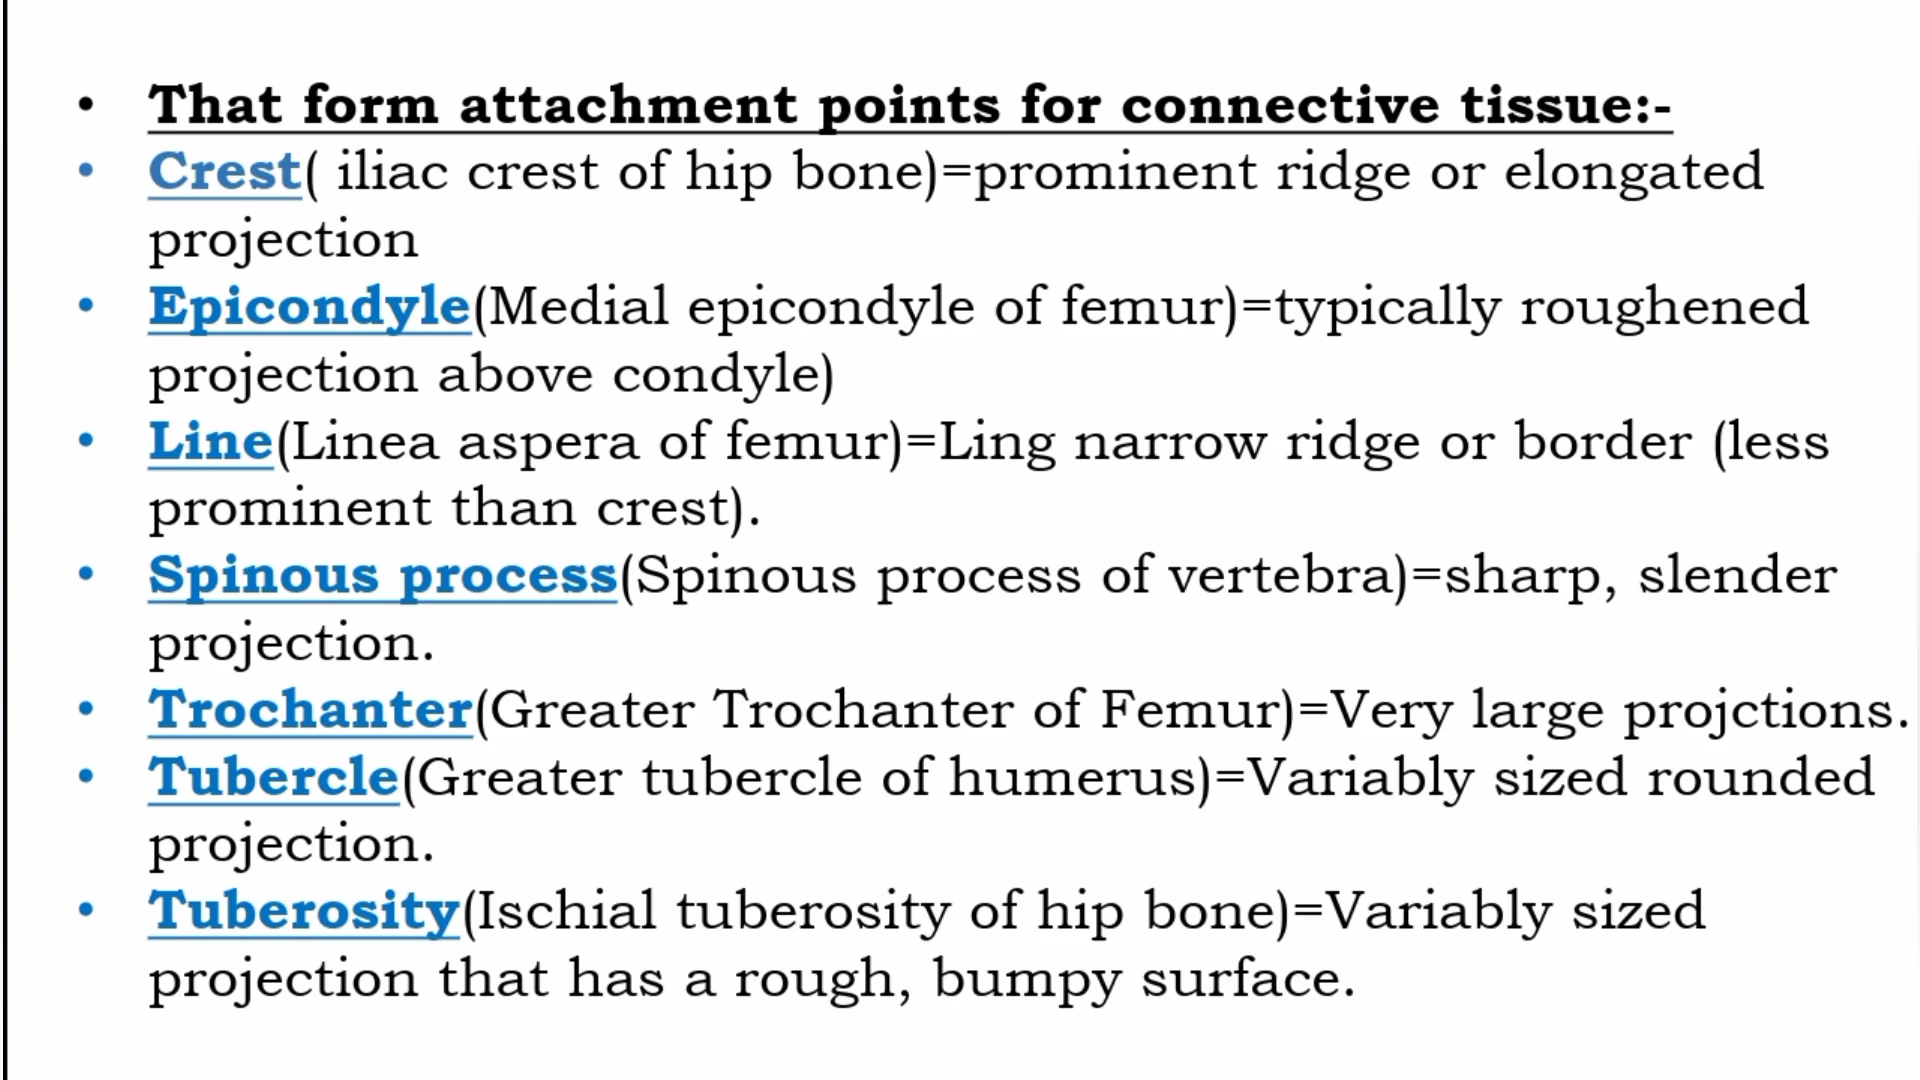 • That form attachment points for connective tissue:-
• Crest( iliac crest of hip bone)=prominent ridge or elongated
projection
• Epicondyle(Medial epicondyle of femur)=typically roughened
projection above condyle)
• Line(Linea aspera of femur)=Ling narrow ridge or border (less
prominent than crest).
• Spinous process(Spinous process of vertebra)=sharp, slender
projection.
• Trochanter(Greater Trochanter of Femur)=Very large projctions.
• Tubercle(Greater tubercle of humerus)=Variably sized rounded
projection.
• Tuberosity(Ischial tuberosity of hip bone)=Variably sized
projection that has a rough, bumpy surface.